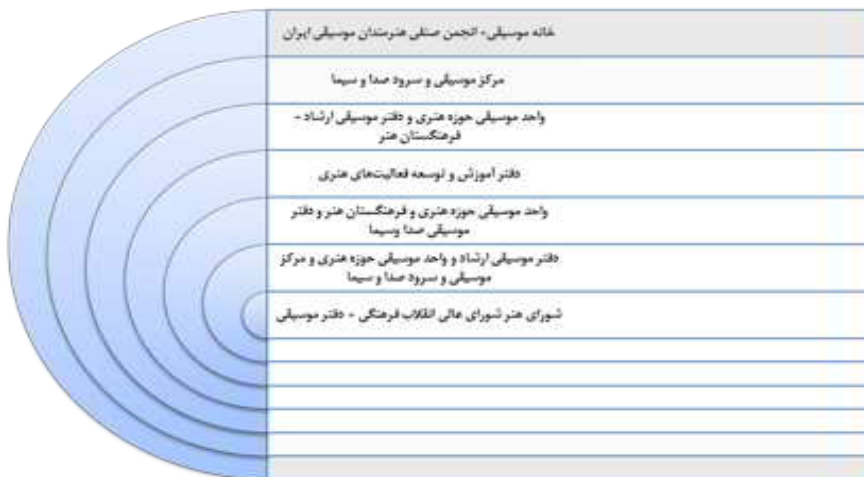 خانه موسیقی- انجمن صنفی هنرمندان موسیقی ایران
مرکز موسیقی و سرود صدا و سیما
واحد موسیقی حوزه هنری و دفتر موسیقی ارشاد -
فرهنگستان هنر
دفتر آموزش و توسعه فعالیت‌های هنری
واحد موسیقی حوزه هنری و فرهنگستان هنر و دفتر
موسیقی صدا وسیما
دفتر موسیقی ارشاد و واحد موسیقی حوزه هنری و مرکز
موسیقی و سرود صدا و سیما
شورای هنر شورای عالی انقلاب فرهنگی - دفتر موسیقی